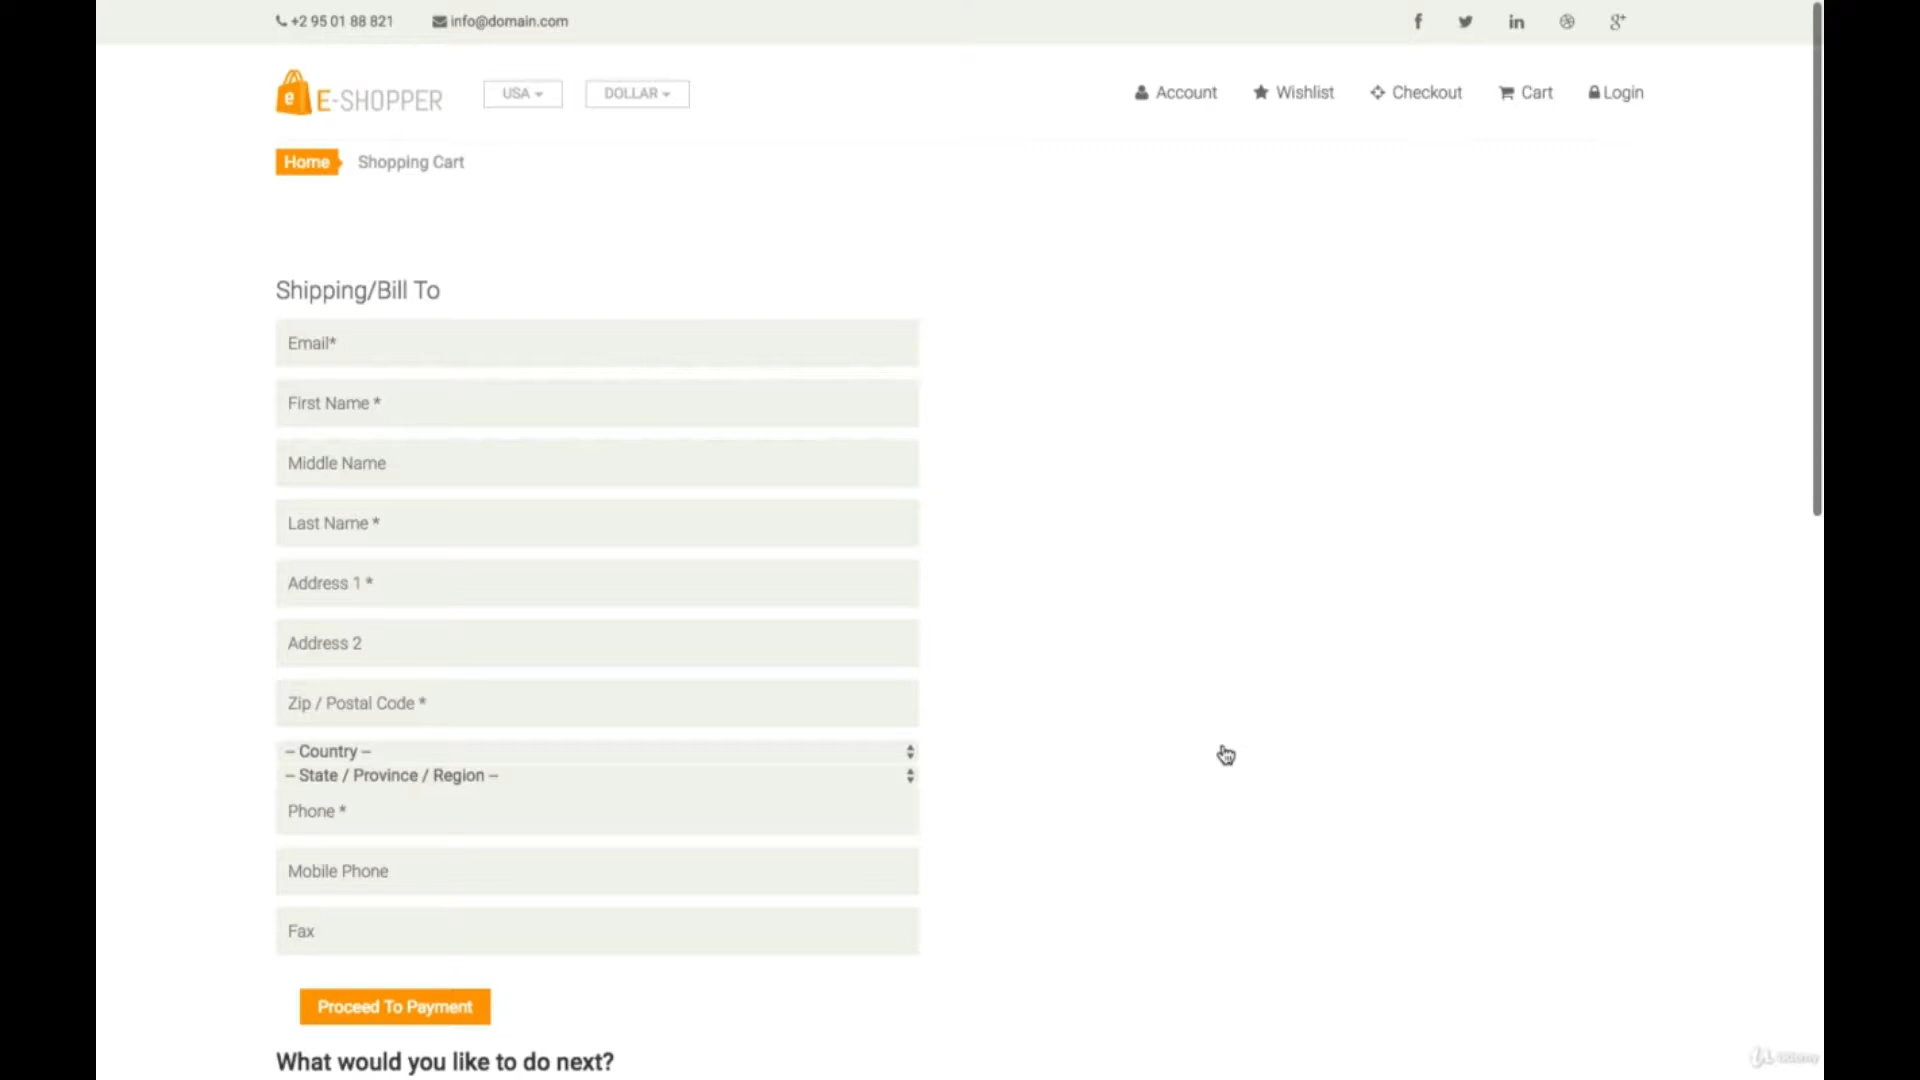 +2 95 01 88 821 info@domain.com
E-SHOPPER USA DOLLAR Account Wishlist Checkout Cart Login
Home Shopping Cart
Shipping/Bill To
Email*
First Name *
Middle Name
Last Name *
Address 1 *
Address 2
Zip / Postal Code *
-- Country --
-- State / Province / Region --
Phone *
Mobile Phone
Fax
Proceed To Payment
What would you like to do next?
Udemy